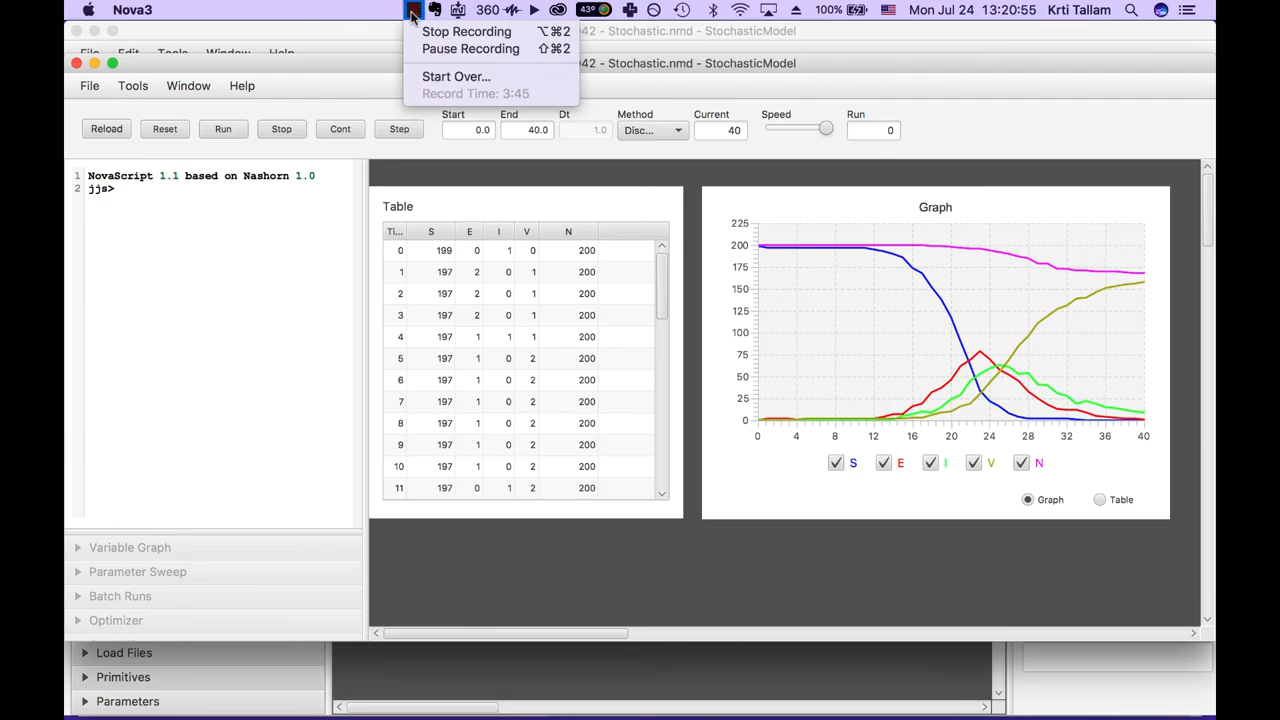 Nova3
360
43°
100%
Mon Jul 24 13:20:55
Krti Tallam
Stop Recording ⌥⌘2
Pause Recording ⇧⌘2
Start Over...
Record Time: 3:45
42 - Stochastic.nmd - StochasticModel
File Edit Tools Window Help
42 - Stochastic.nmd - StochasticModel
File Tools Window Help
Reload Reset Run Stop Cont Step
Start End Dt Method Current Speed Run
0.0 40.0 1.0 Disc... 40 0
1 NovaScript 1.1 based on Nashorn 1.0
2 jjs>
Table
Ti... S E I V N
0 199 0 1 0 200
1 197 2 0 1 200
2 197 2 0 1 200
3 197 2 0 1 200
4 197 1 1 1 200
5 197 1 0 2 200
6 197 1 0 2 200
7 197 1 0 2 200
8 197 1 0 2 200
9 197 1 0 2 200
10 197 1 0 2 200
11 197 0 1 2 200
Graph
225
200
175
150
125
100
75
50
25
0
0 4 8 12 16 20 24 28 32 36 40
S E I V N
Graph Table
Variable Graph
Parameter Sweep
Batch Runs
Optimizer
Load Files
Primitives
Parameters